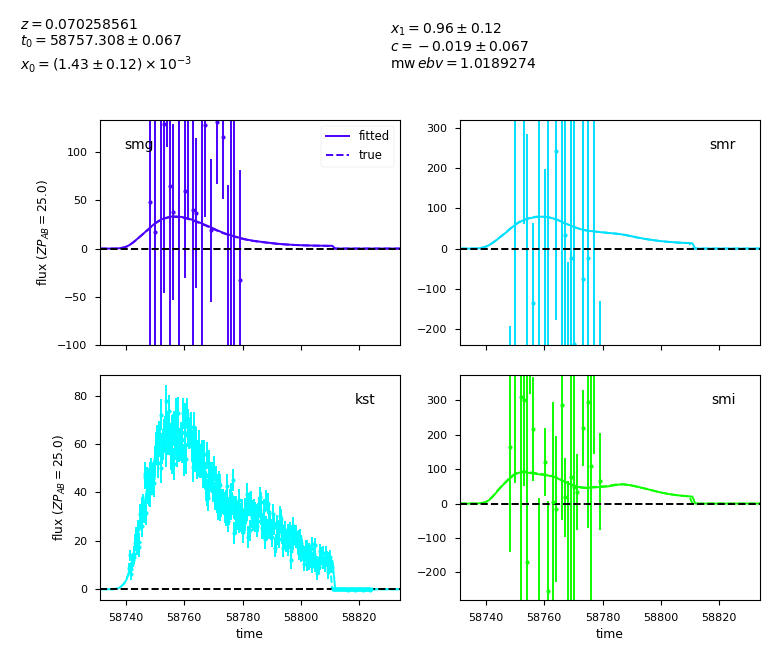 z = 0.070258561
t₀ = 58757.308 ± 0.067
x₀ = (1.43 ± 0.12) × 10⁻³
x₁ = 0.96 ± 0.12
c = −0.019 ± 0.067
mw ebv = 1.0189274
smg
fitted
true
100
50
0
−50
−100
flux (ZP_AB = 25.0)
smr
300
200
100
0
−100
−200
kst
80
60
40
20
0
flux (ZP_AB = 25.0)
58740 58760 58780 58800 58820
time
smi
300
200
100
0
−100
−200
58740 58760 58780 58800 58820
time